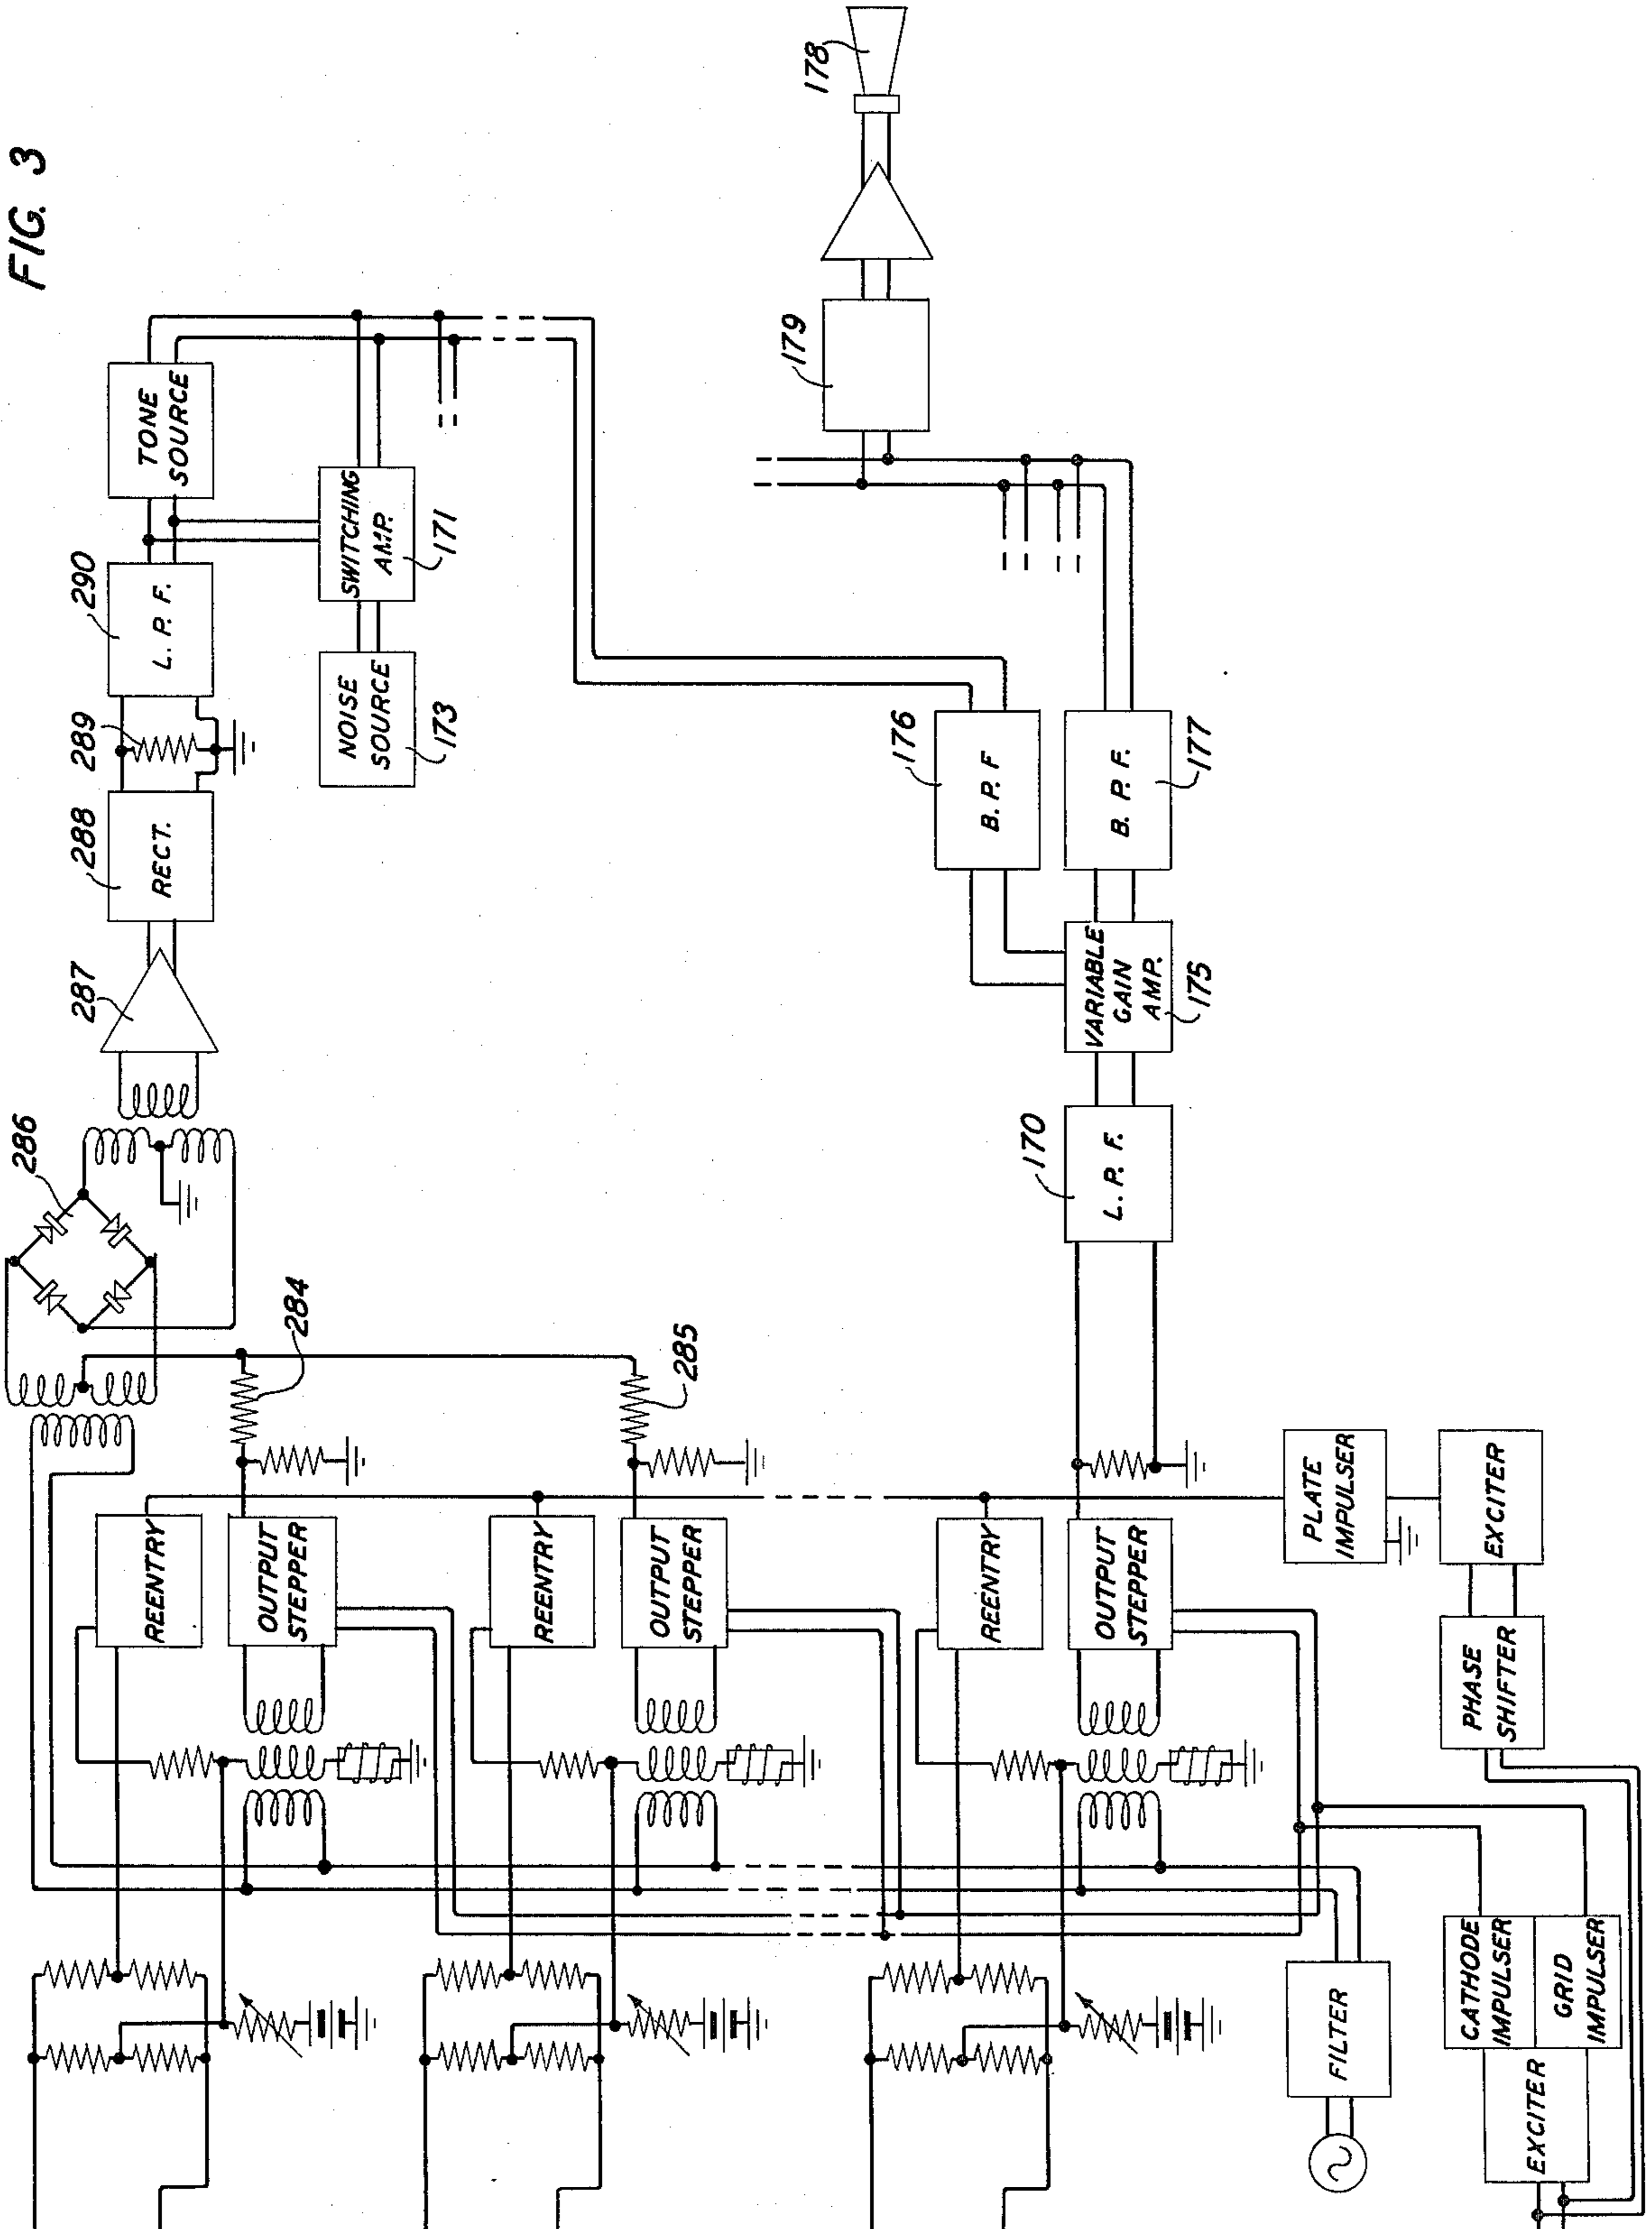 FIG. 3
286
287
288
RECT.
289
290
L. P. F.
TONE
SOURCE
NOISE
SOURCE
173
SWITCHING
AMP.
171
REENTRY
OUTPUT
STEPPER
284
REENTRY
OUTPUT
STEPPER
285
REENTRY
OUTPUT
STEPPER
170
L. P. F.
VARIABLE
GAIN
AMP.
175
176
B. P. F
B. P. F.
177
179
178
FILTER
EXCITER
CATHODE
IMPULSER
GRID
IMPULSER
PHASE
SHIFTER
EXCITER
PLATE
IMPULSER